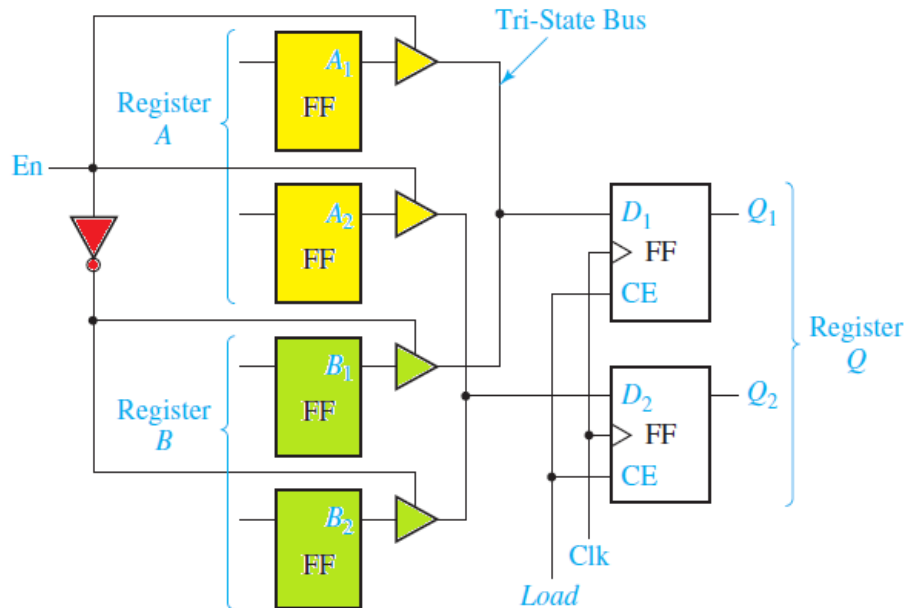 Tri-State Bus
A1
FF
Register
A
En
A2
FF
D1
FF
CE
Q1
B1
FF
Register
B
Register
Q
D2
FF
CE
Q2
B2
FF
Clk
Load